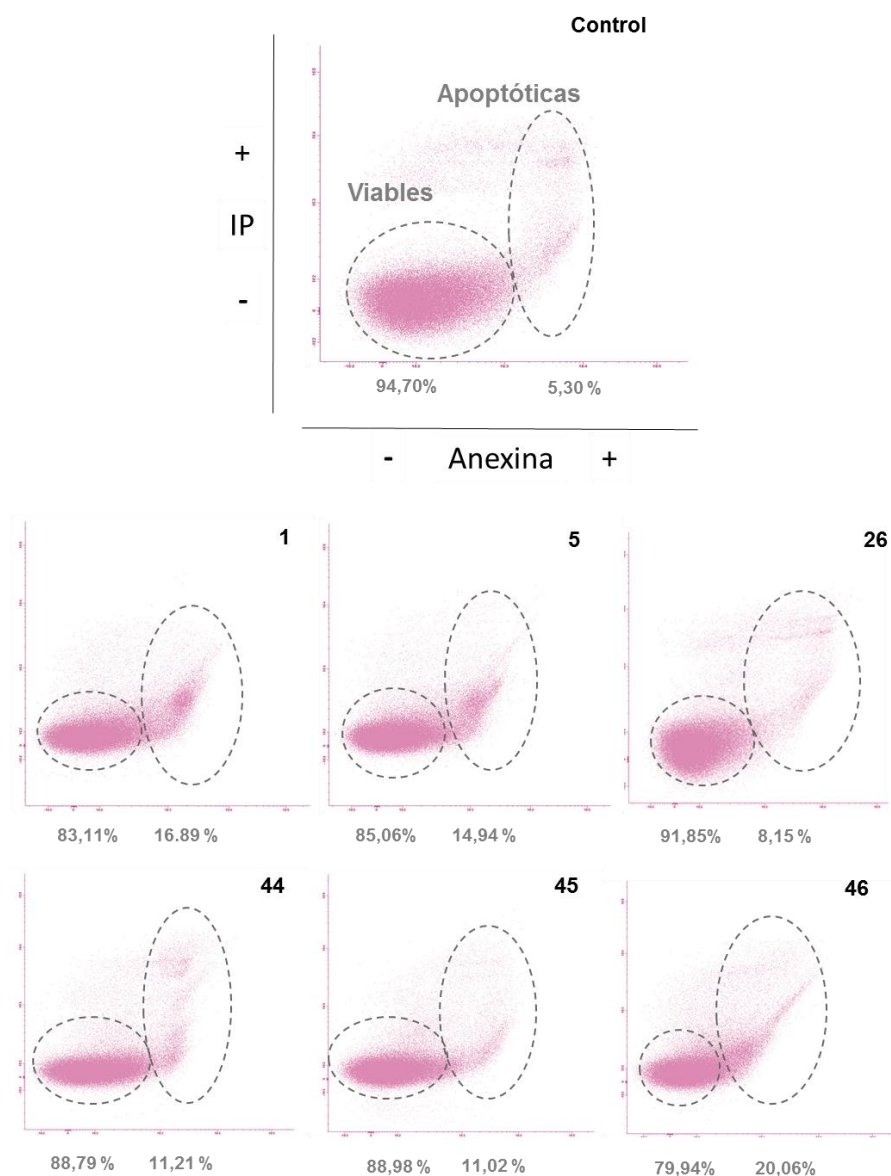 Control
Apoptóticas
+
Viables
IP
-
94,70% 5,30 %
- Anexina +
1 5 26
83,11% 16.89 % 85,06% 14,94 % 91,85% 8,15 %
44 45 46
88,79% 11,21 % 88,98% 11,02 % 79,94% 20,06%